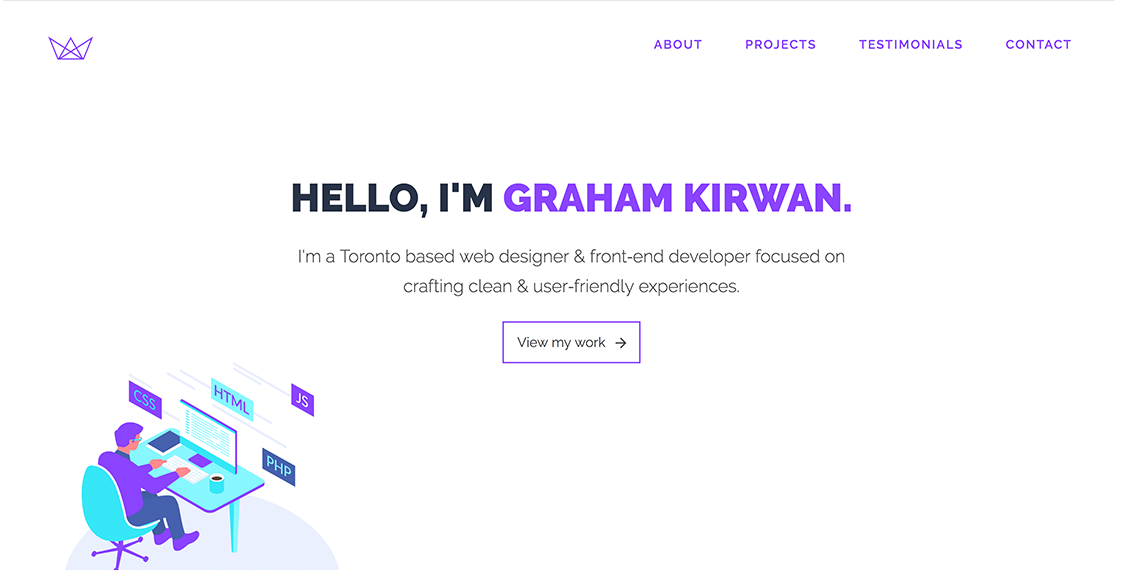 ABOUT PROJECTS TESTIMONIALS CONTACT
HELLO, I'M GRAHAM KIRWAN.
I'm a Toronto based web designer & front-end developer focused on
crafting clean & user-friendly experiences.
View my work →
CSS
HTML
JS
PHP